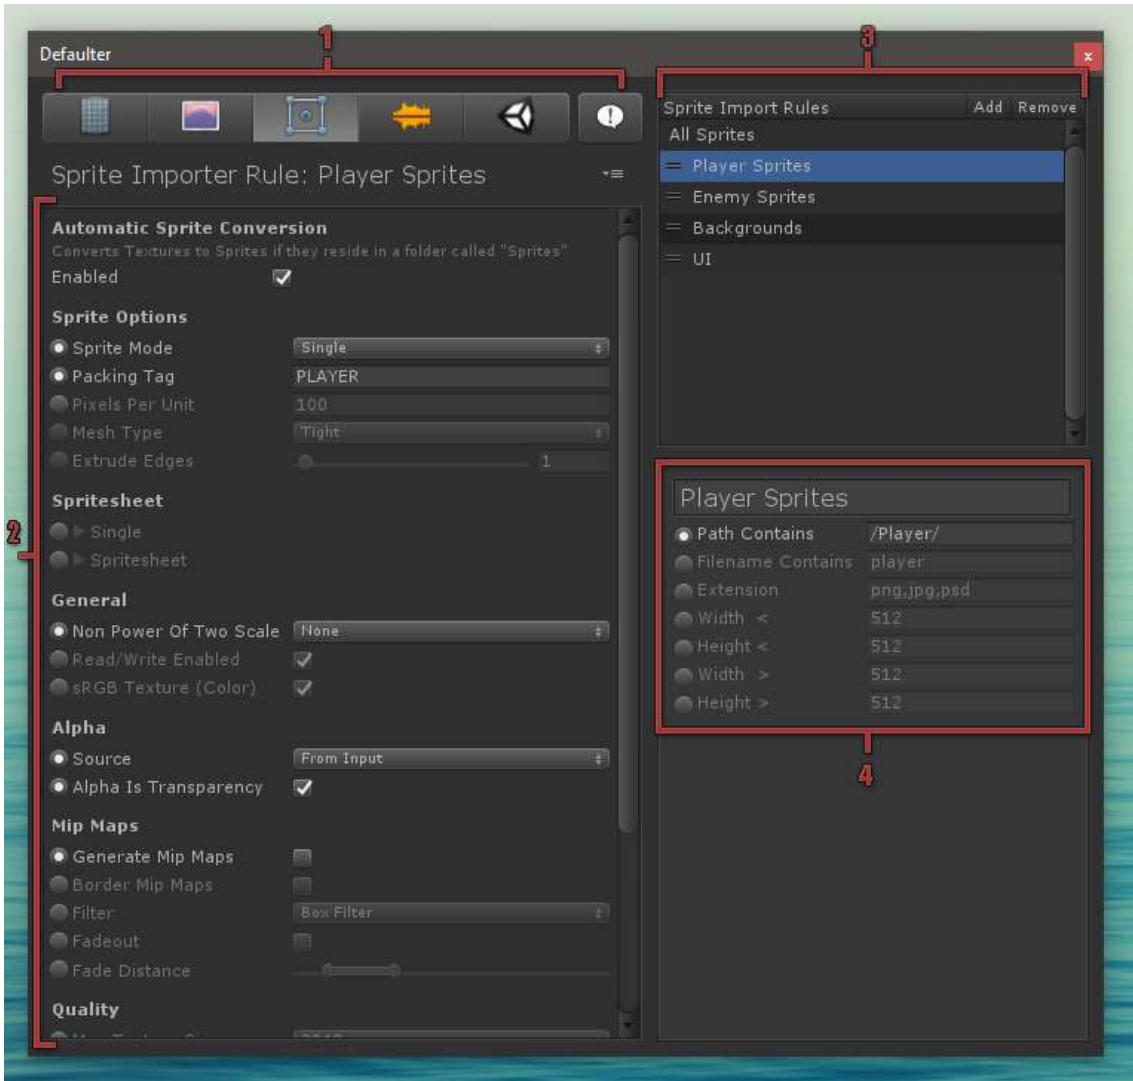 1
3
Defaulter
x
Sprite Import Rules Add Remove
All Sprites
Player Sprites
Enemy Sprites
Backgrounds
UI
Sprite Importer Rule: Player Sprites
2
Automatic Sprite Conversion
Converts Textures to Sprites if they reside in a folder called "Sprites"
Enabled
Sprite Options
Sprite Mode Single
Packing Tag PLAYER
Pixels Per Unit 100
Mesh Type Tight
Extrude Edges 1
Spritesheet
Single
Spritesheet
General
Non Power Of Two Scale None
Read/Write Enabled
sRGB Texture (Color)
Alpha
Source From Input
Alpha Is Transparency
Mip Maps
Generate Mip Maps
Border Mip Maps
Filter Box Filter
Fadeout
Fade Distance
Quality
Player Sprites
Path Contains /Player/
Filename Contains player
Extension png,jpg,psd
Width < 512
Height < 512
Width > 512
Height > 512
4